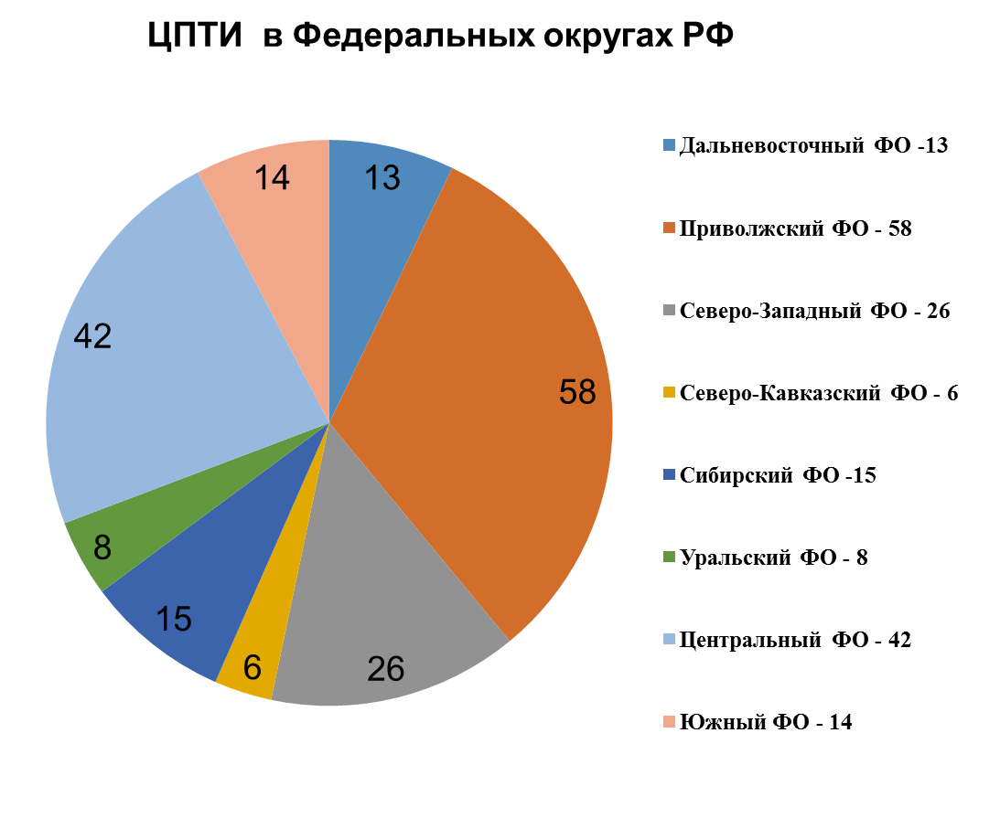 ЦПТИ в Федеральных округах РФ
14
13
42
58
8
15
6
26
Дальневосточный ФО -13
Приволжский ФО - 58
Северо-Западный ФО - 26
Северо-Кавказский ФО - 6
Сибирский ФО -15
Уральский ФО - 8
Центральный ФО - 42
Южный ФО - 14